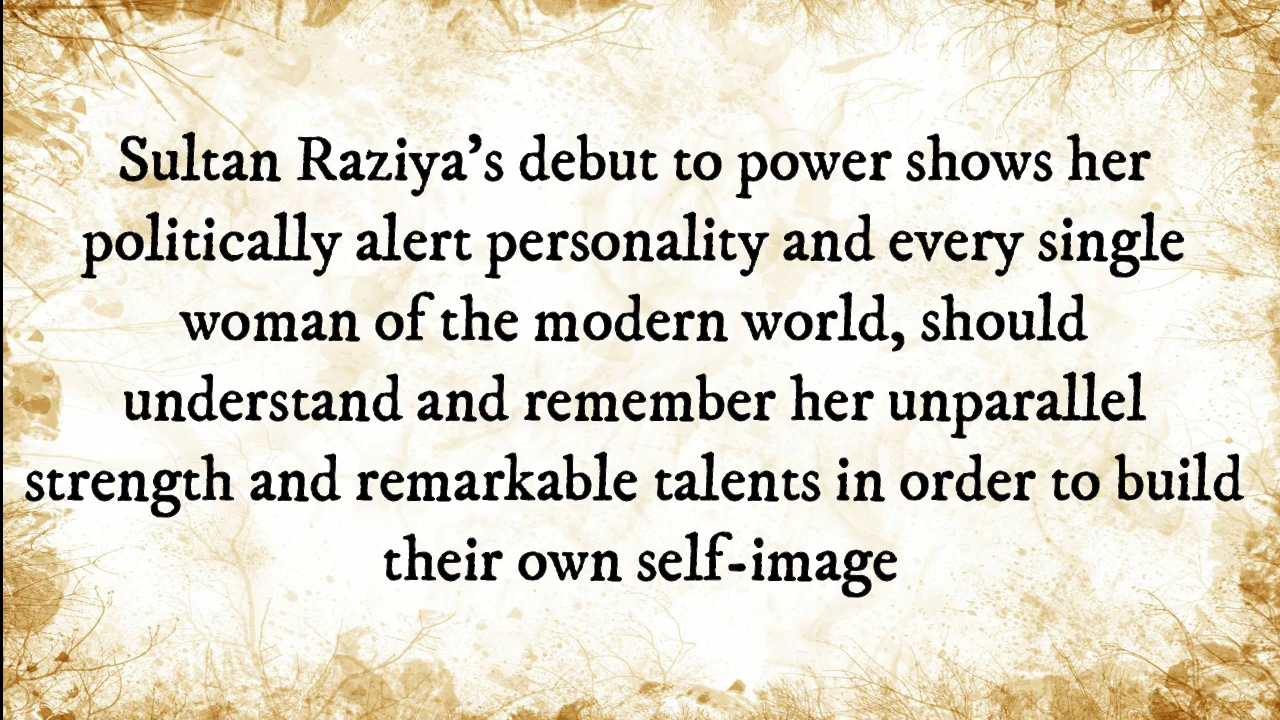 Sultan Raziya's debut to power shows her
politically alert personality and every single
woman of the modern world, should
understand and remember her unparallel
strength and remarkable talents in order to build
their own self-image